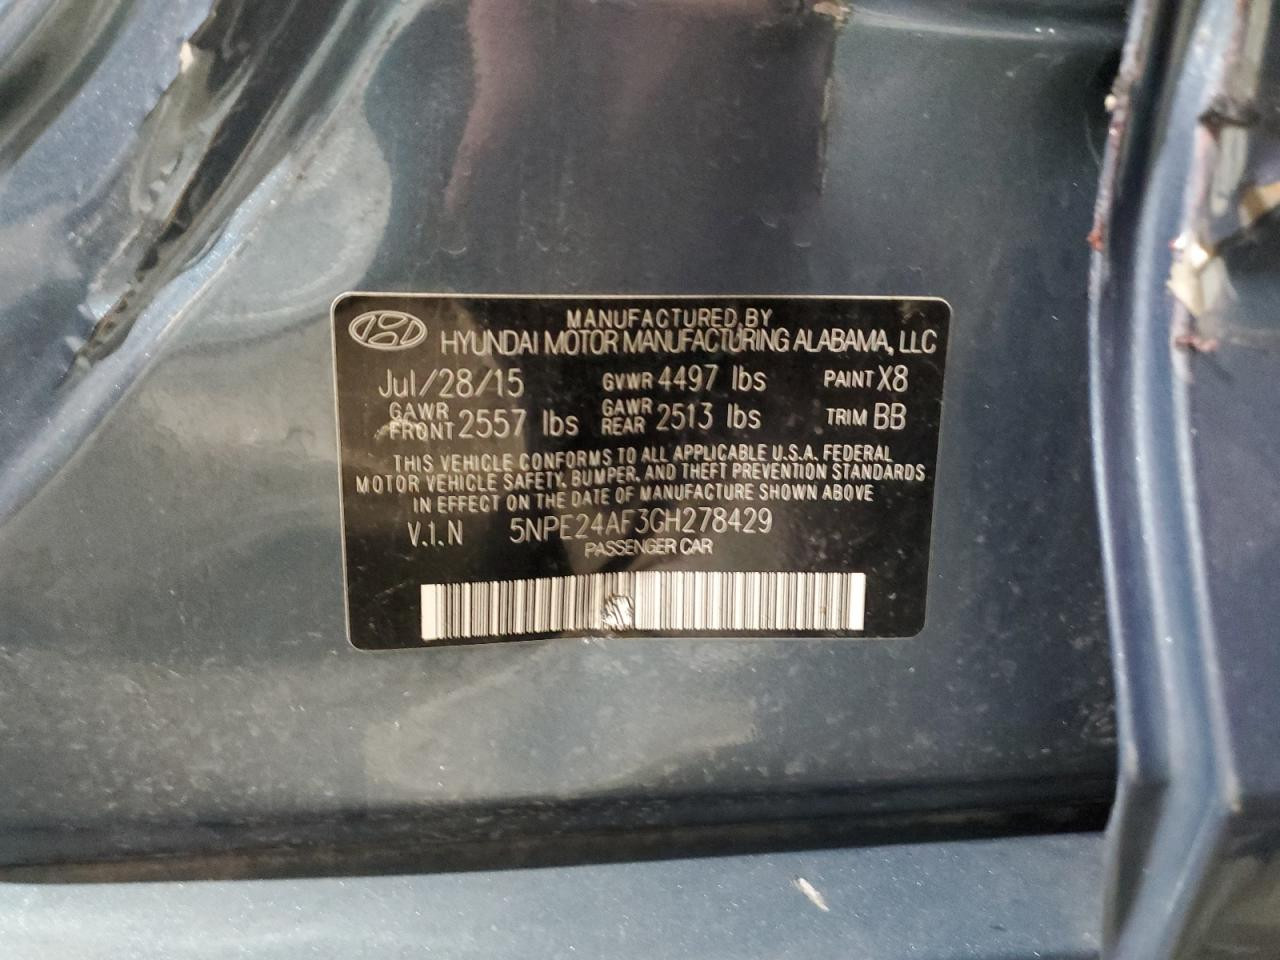 MANUFACTURED BY
HYUNDAI MOTOR MANUFACTURING ALABAMA, LLC
Jul/28/15 GVWR 4497 lbs PAINT X8
GAWR FRONT 2557 lbs GAWR REAR 2513 lbs TRIM BB
THIS VEHICLE CONFORMS TO ALL APPLICABLE U.S.A. FEDERAL
MOTOR VEHICLE SAFETY, BUMPER, AND THEFT PREVENTION STANDARDS
IN EFFECT ON THE DATE OF MANUFACTURE SHOWN ABOVE
V.I.N 5NPE24AF3GH278429
PASSENGER CAR